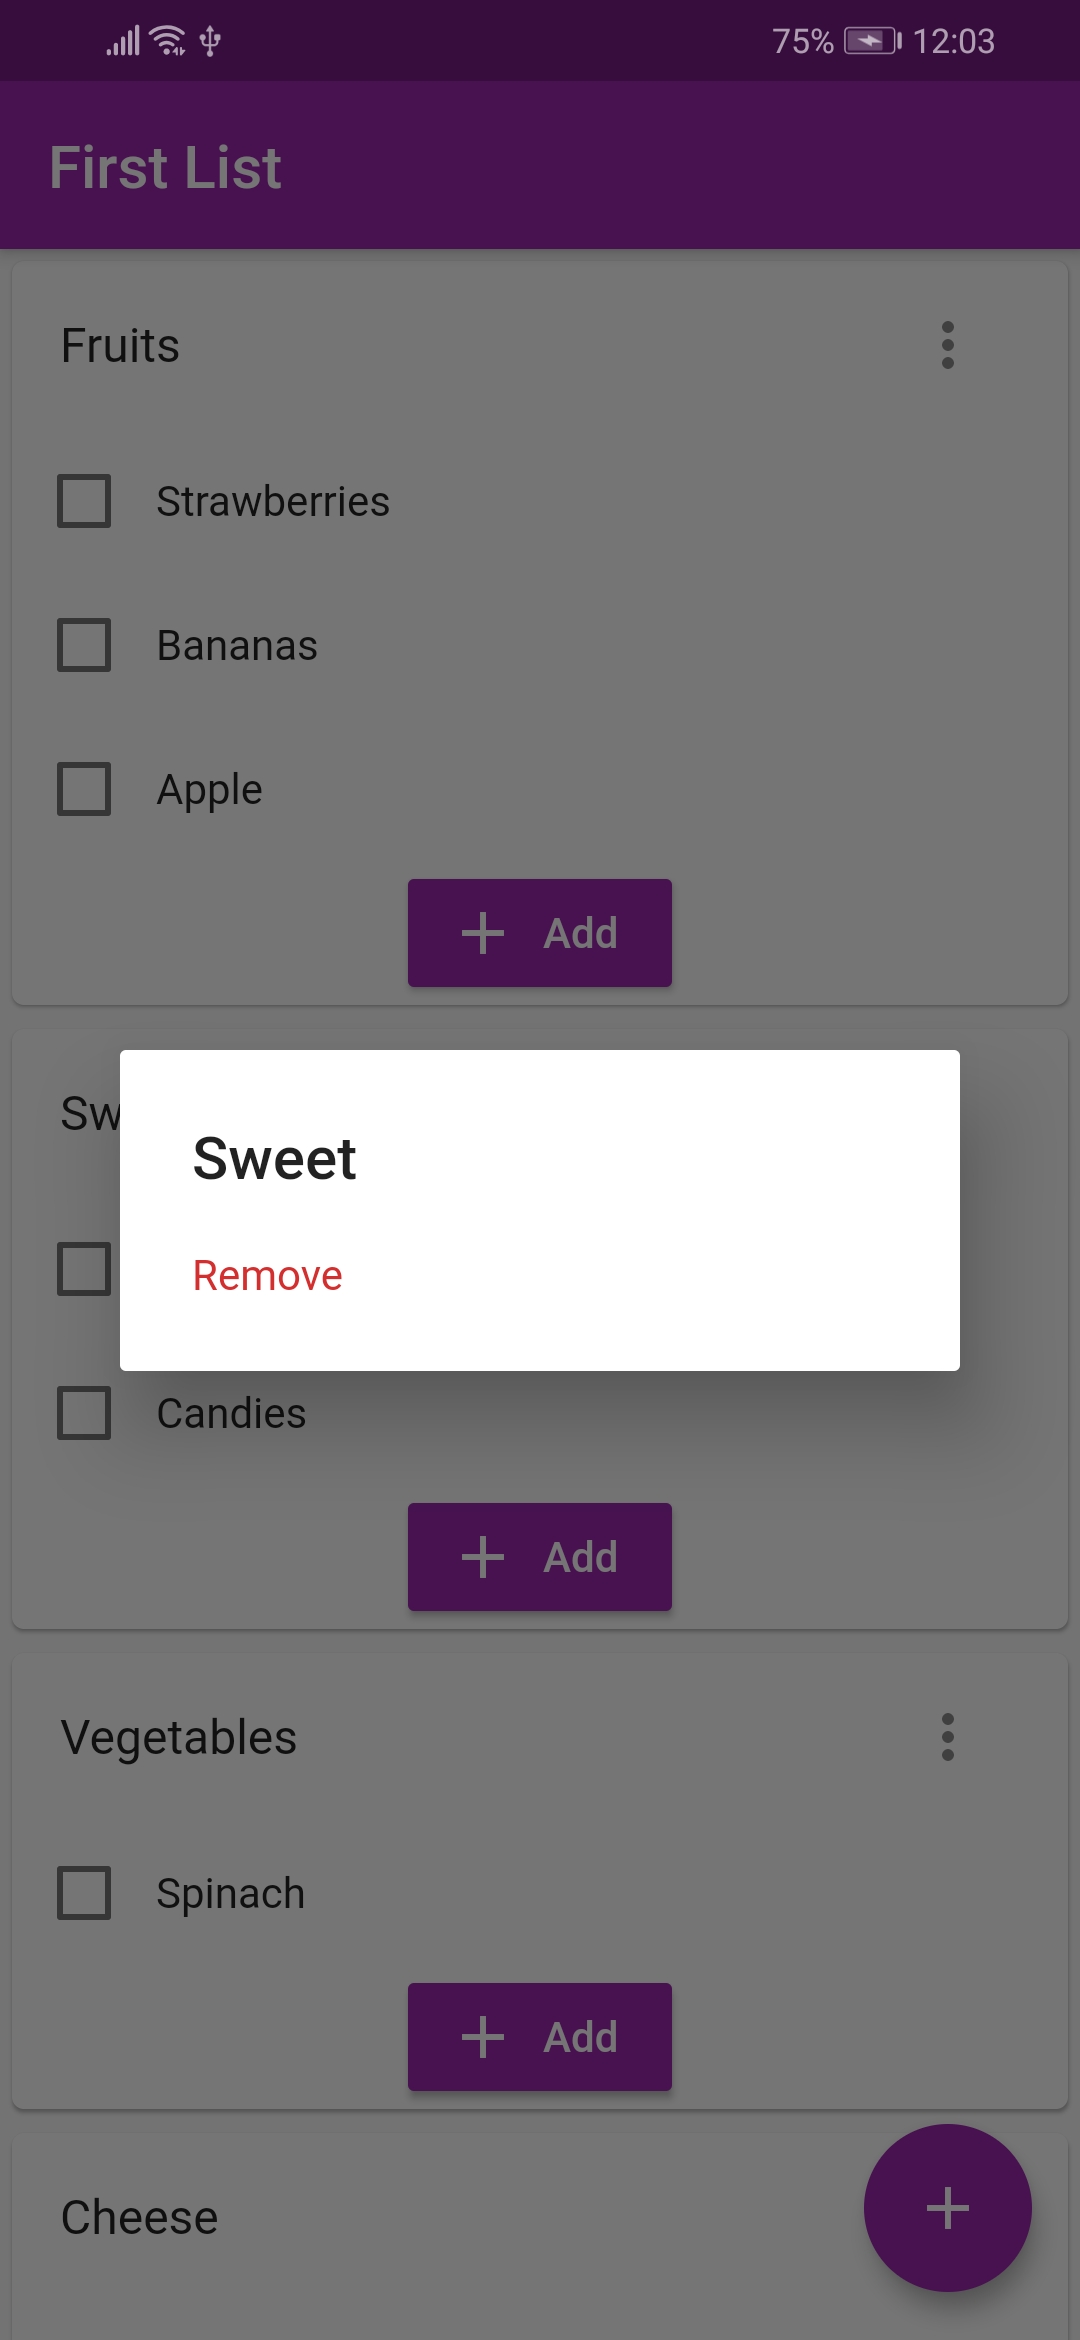 75% 12:03
First List
Fruits
Strawberries
Bananas
Apple
Add
Sw
Sweet
Remove
Candies
Add
Vegetables
Spinach
Add
Cheese